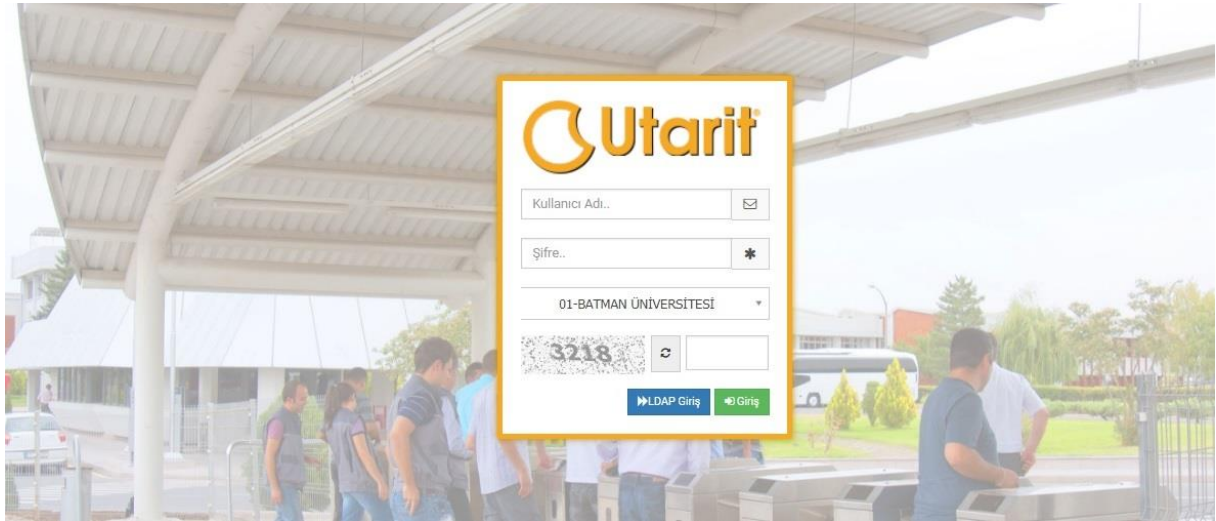 Utarit
Kullanıcı Adı..
Şifre..
01-BATMAN ÜNİVERSİTESİ
3218
LDAP Giriş Giriş